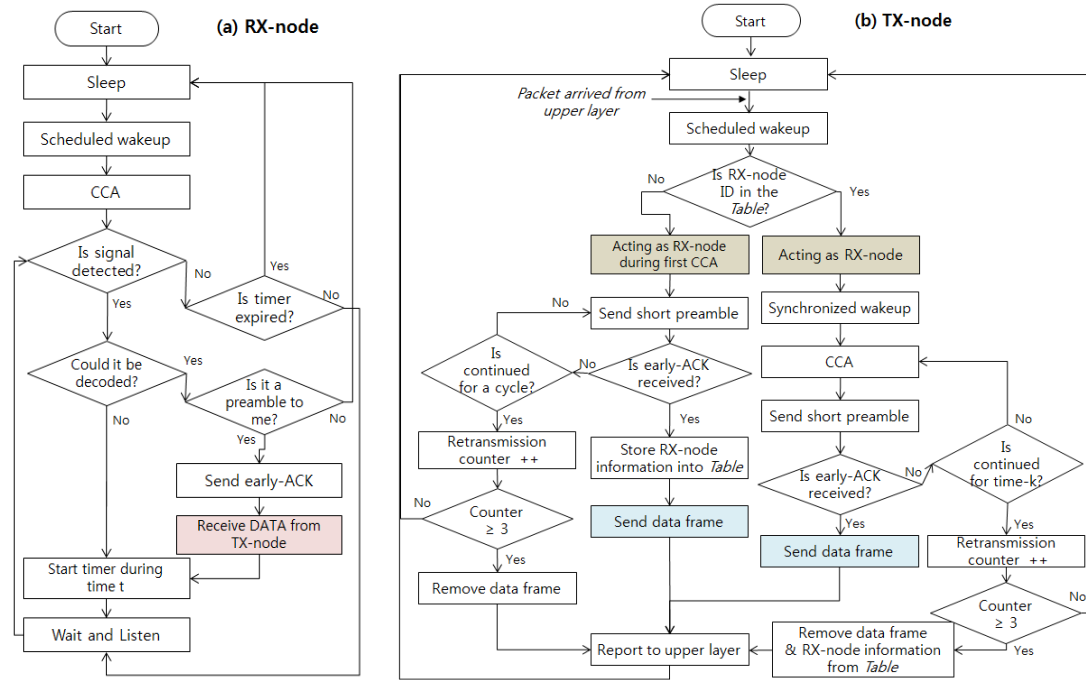 (a) RX-node
Start
Sleep
Scheduled wakeup
CCA
Is signal
detected?
No
Yes
Yes
Is timer
expired?
No
Could it be
decoded?
Yes
No
Is it a
preamble to
me?
No
Yes
Send early-ACK
Receive DATA from
TX-node
Start timer during
time t
Wait and Listen
(b) TX-node
Start
Sleep
Packet arrived from
upper layer
Scheduled wakeup
Is RX-node
ID in the
Table?
No
Yes
Acting as RX-node
during first CCA
Send short preamble
No
Is early-ACK
received?
No
Is
continued
for a cycle?
Yes
Yes
Retransmission
counter ++
Store RX-node
information into Table
No
Counter
≥ 3
Send data frame
Yes
Remove data frame
Acting as RX-node
Synchronized wakeup
CCA
Send short preamble
No
Is early-ACK
received?
No
Is
continued
for time-k?
Yes
Send data frame
Yes
Retransmission
counter ++
Counter
≥ 3
No
Yes
Remove data frame
& RX-node information
from Table
Report to upper layer